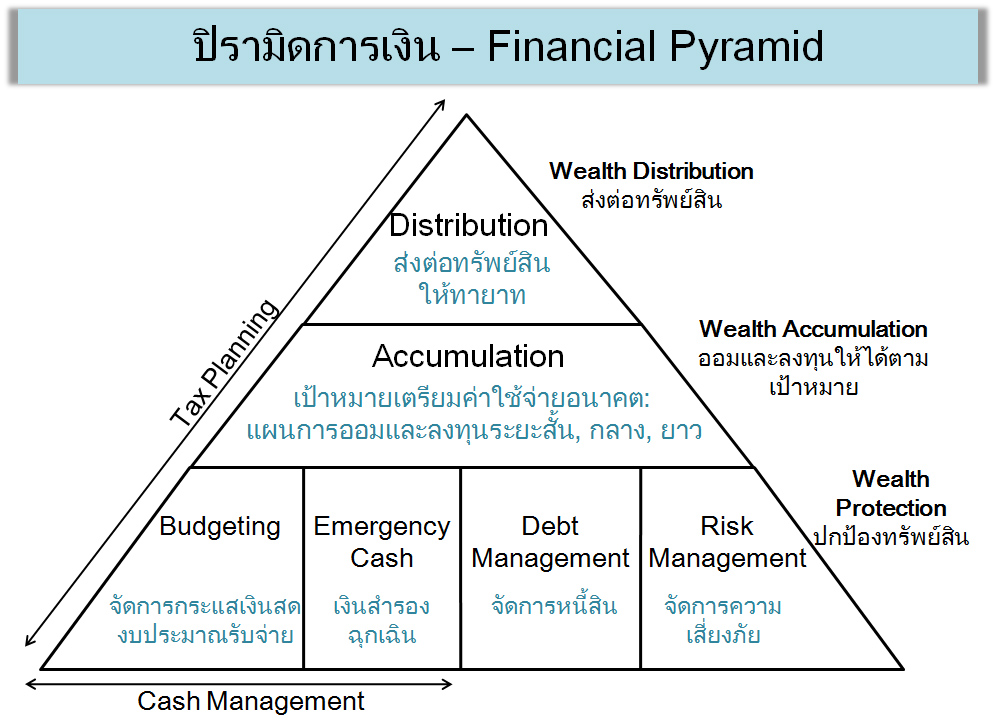 ปิรามิดการเงิน – Financial Pyramid
Wealth Distribution
ส่งต่อทรัพย์สิน
Distribution
ส่งต่อทรัพย์สิน
ให้ทายาท
Tax Planning
Wealth Accumulation
ออมและลงทุนให้ได้ตาม
เป้าหมาย
Accumulation
เป้าหมายเตรียมค่าใช้จ่ายอนาคต:
แผนการออมและลงทุนระยะสั้น, กลาง, ยาว
Wealth
Protection
ปกป้องทรัพย์สิน
Budgeting
จัดการกระแสเงินสด
งบประมาณรับจ่าย
Emergency
Cash
เงินสำรอง
ฉุกเฉิน
Debt
Management
จัดการหนี้สิน
Risk
Management
จัดการความ
เสี่ยงภัย
Cash Management